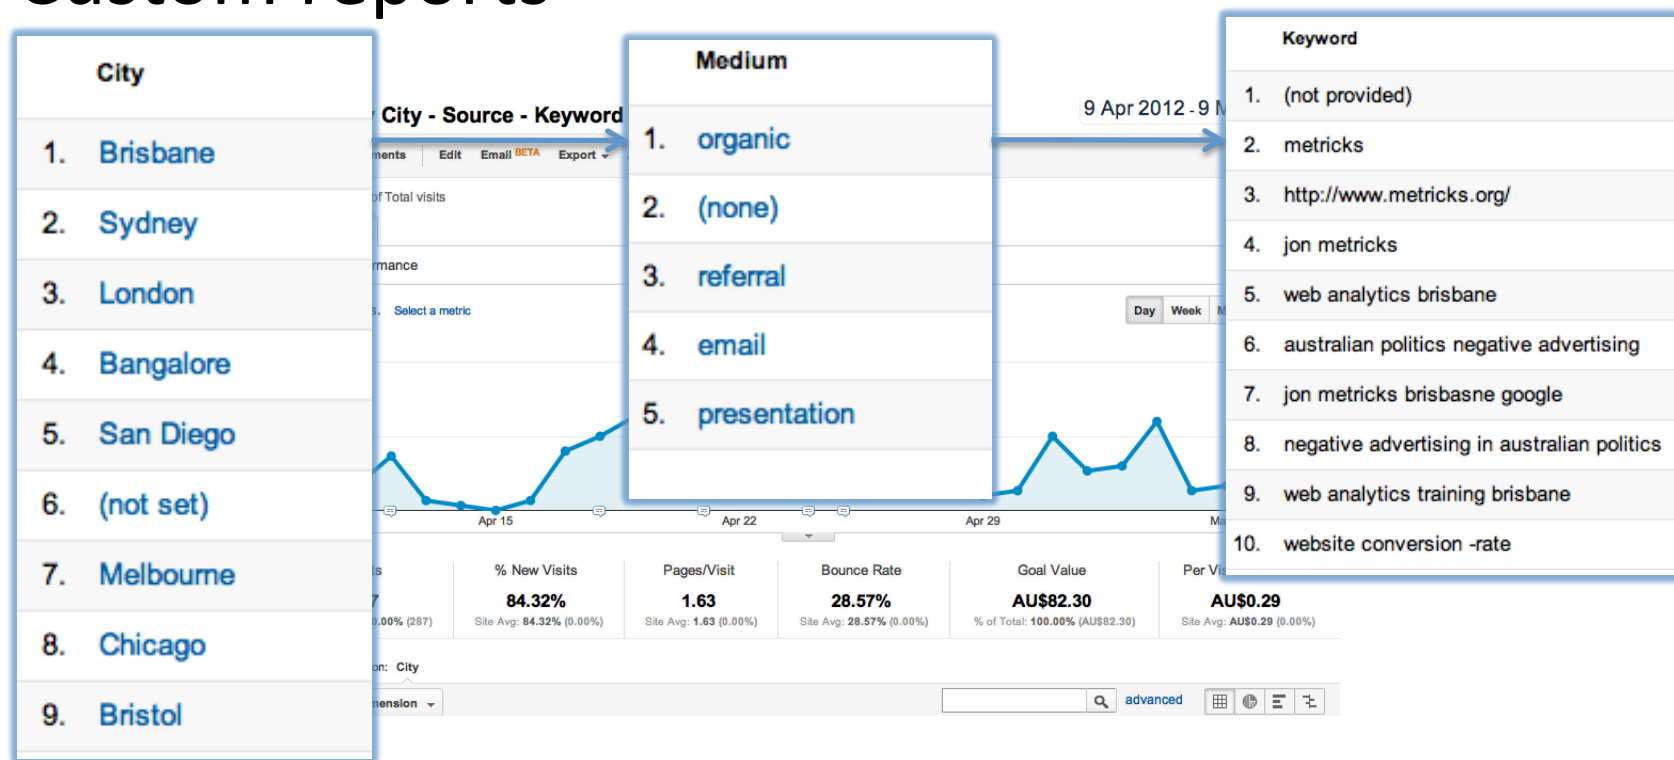 Custom reports
City
1. Brisbane
2. Sydney
3. London
4. Bangalore
5. San Diego
6. (not set)
7. Melbourne
8. Chicago
9. Bristol
City - Source - Keyword
9 Apr 2012 - 9
Edit Email BETA Export
of Total visits
Select a metric
Day Week
Medium
1. organic
2. (none)
3. referral
4. email
5. presentation
Keyword
1. (not provided)
2. metricks
3. http://www.metricks.org/
4. jon metricks
5. web analytics brisbane
6. australian politics negative advertising
7. jon metricks brisbasne google
8. negative advertising in australian politics
9. web analytics training brisbane
10. website conversion -rate
Apr 15 Apr 22 Apr 29
% New Visits Pages/Visit Bounce Rate Goal Value Per
84.32% 1.63 28.57% AU$82.30 AU$0.29
(287) Site Avg: 84.32% (0.00%) Site Avg: 1.63 (0.00%) Site Avg: 28.57% (0.00%) % of Total: 100.00% (AU$82.30) Site Avg: AU$0.29 (0.00%)
City
advanced